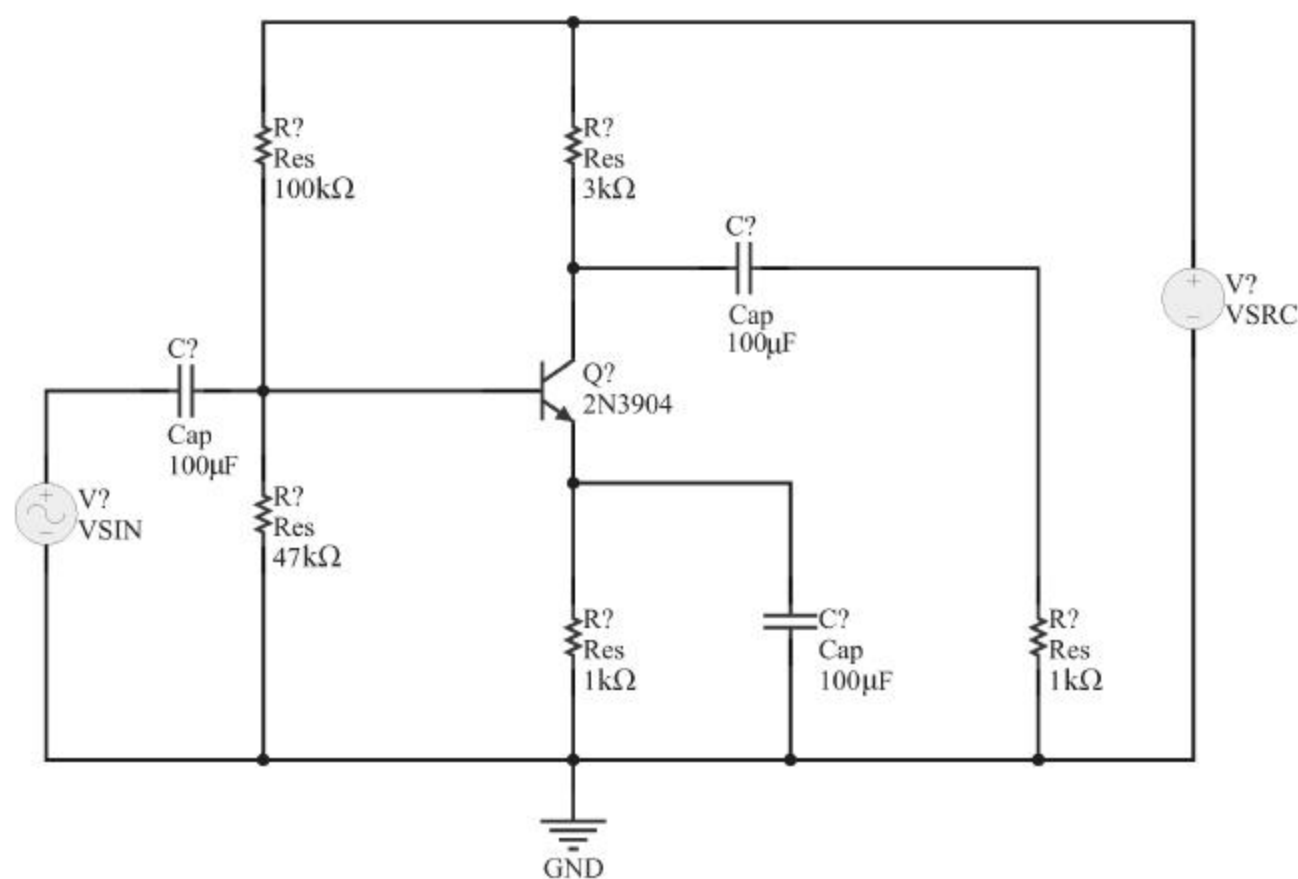 R?
Res
100kΩ
R?
Res
3kΩ
C?
Cap
100μF
V?
VSRC
C?
Cap
100μF
Q?
2N3904
V?
VSIN
R?
Res
47kΩ
R?
Res
1kΩ
C?
Cap
100μF
R?
Res
1kΩ
GND